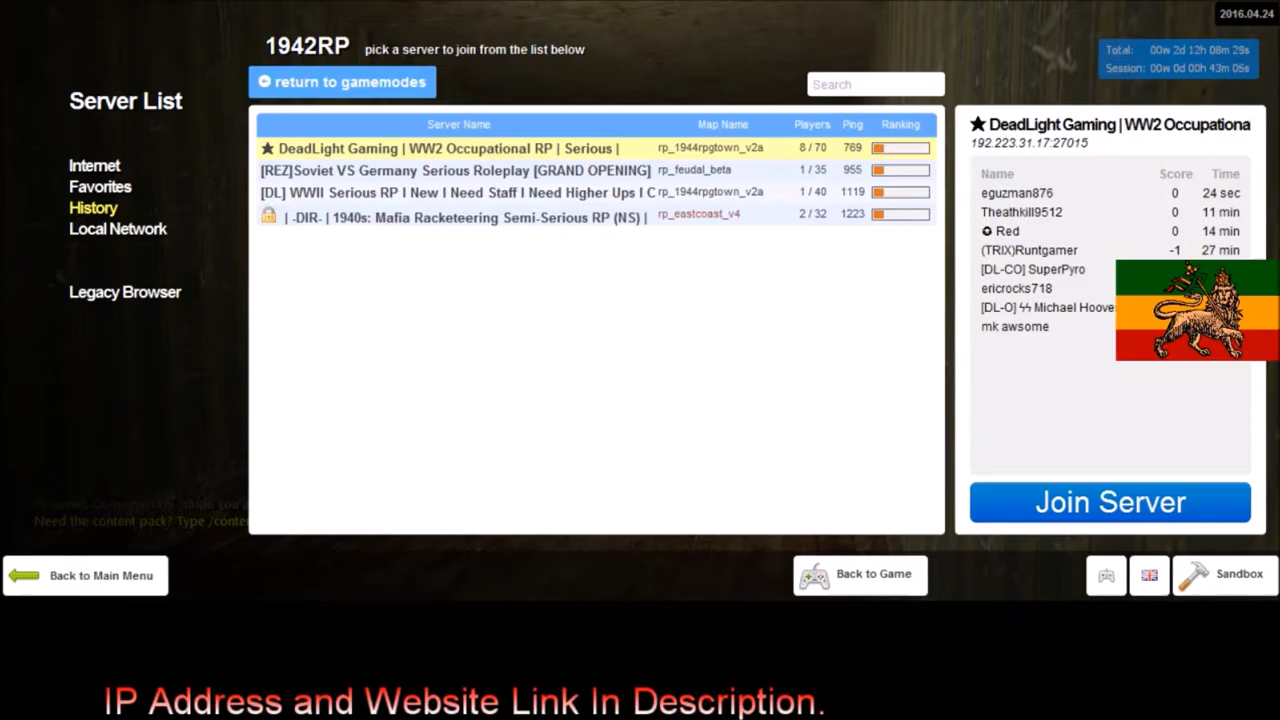 2016.04.24
1942RP pick a server to join from the list below
Total: 00w 2d 12h 08m 29s
Session: 00w 0d 00h 43m 05s
return to gamemodes
Search
Server List
Internet
Favorites
History
Local Network
Legacy Browser
Server Name Map Name Players Ping Ranking
DeadLight Gaming | WW2 Occupational RP | Serious | rp_1944rpgtown_v2a 8 / 70 769
[REZ]Soviet VS Germany Serious Roleplay [GRAND OPENING] rp_feudal_beta 1 / 35 955
[DL] WWII Serious RP I New I Need Staff I Need Higher Ups I C rp_1944rpgtown_v2a 1 / 40 1119
| -DIR- | 1940s: Mafia Racketeering Semi-Serious RP (NS) | rp_eastcoast_v4 2 / 32 1223
★ DeadLight Gaming | WW2 Occupationa
192.223.31.17:27015
Name Score Time
eguzman876 0 24 sec
Theathkill9512 0 11 min
✪ Red 0 14 min
(TRIX)Runtgamer -1 27 min
[DL-CO] SuperPyro
ericrocks718
[DL-O] ϟϟ Michael Hoove
mk awsome
Join Server
Need the content pack? Type /conte
Back to Main Menu
Back to Game
Sandbox
IP Address and Website Link In Description.